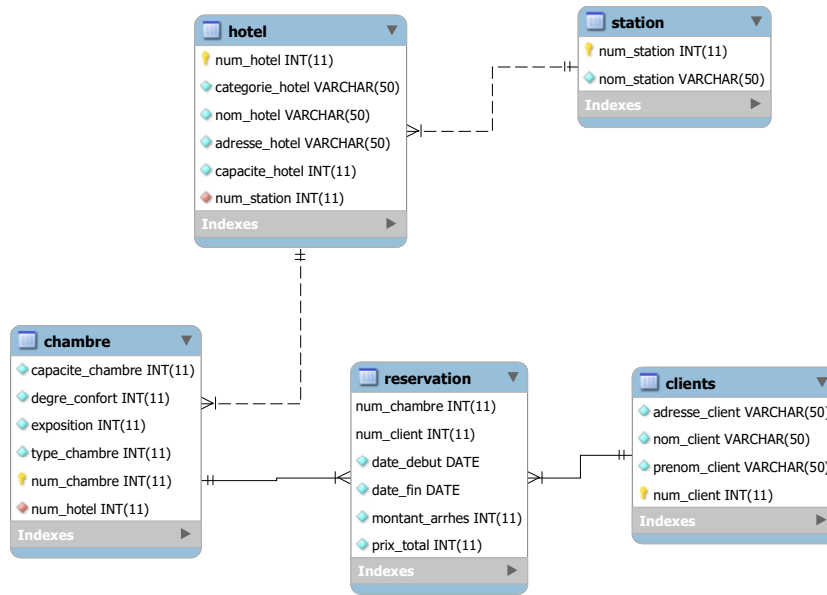 hotel
num_hotel INT(11)
categorie_hotel VARCHAR(50)
nom_hotel VARCHAR(50)
adresse_hotel VARCHAR(50)
capacite_hotel INT(11)
num_station INT(11)
Indexes
station
num_station INT(11)
nom_station VARCHAR(50)
Indexes
chambre
capacite_chambre INT(11)
degre_confort INT(11)
exposition INT(11)
type_chambre INT(11)
num_chambre INT(11)
num_hotel INT(11)
Indexes
reservation
num_chambre INT(11)
num_client INT(11)
date_debut DATE
date_fin DATE
montant_arrhes INT(11)
prix_total INT(11)
Indexes
clients
adresse_client VARCHAR(50)
nom_client VARCHAR(50)
prenom_client VARCHAR(50)
num_client INT(11)
Indexes